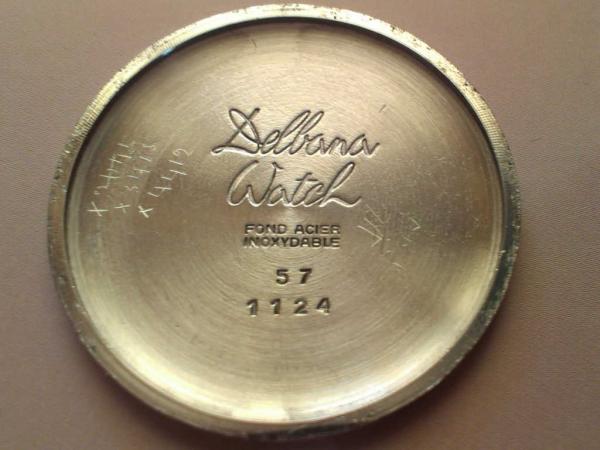 Delbana
Watch
FOND ACIER
INOXYDABLE
57
1124